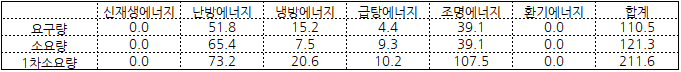 신재생에너지 난방에너지 냉방에너지 급탕에너지 조명에너지 환기에너지 합계
요구량 0.0 51.8 15.2 4.4 39.1 0.0 110.5
소요량 0.0 65.4 7.5 9.3 39.1 0.0 121.3
1차소요량 0.0 73.2 20.6 10.2 107.5 0.0 211.6